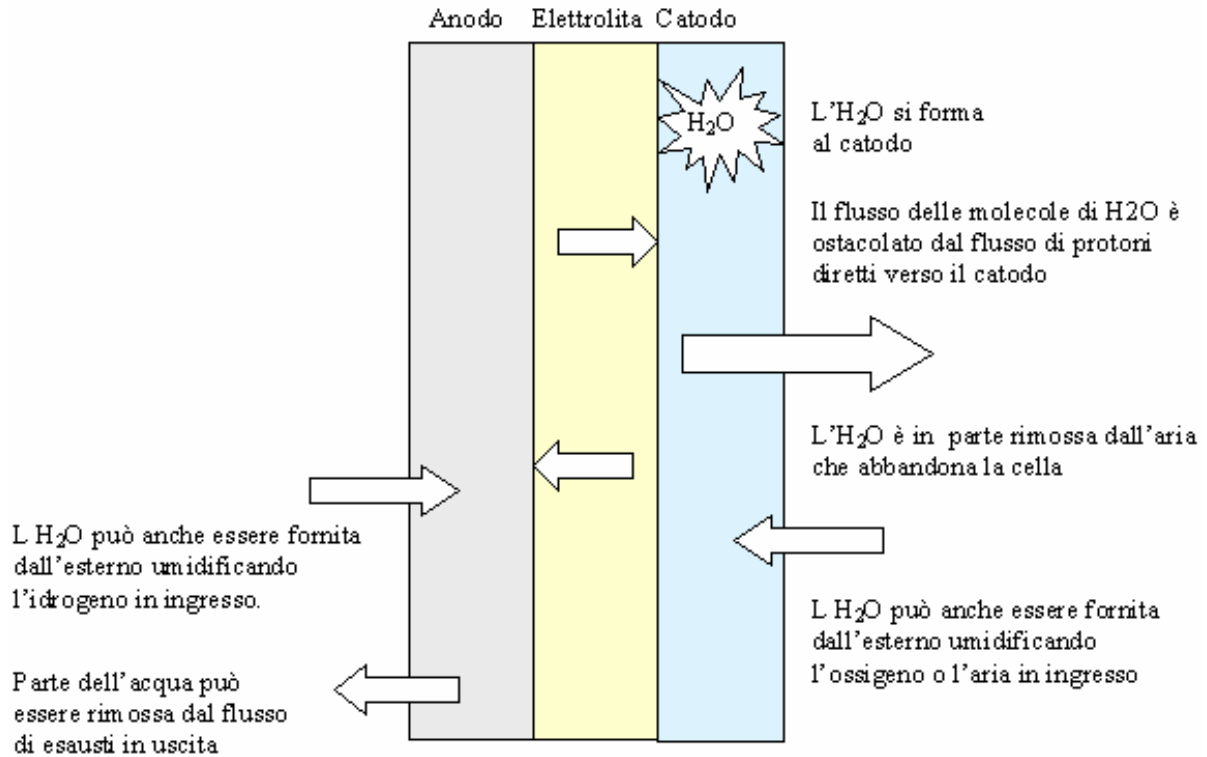 Anodo Elettrolita Catodo
H₂O
L'H₂O si forma
al catodo
Il flusso delle molecole di H2O è
ostacolato dal flusso di protoni
diretti verso il catodo
L'H₂O è in parte rimossa dall'aria
che abbandona la cella
L H₂O può anche essere fornita
dall'esterno umidificando
l'idrogeno in ingresso.
L H₂O può anche essere fornita
dall'esterno umidificando
l'ossigeno o l'aria in ingresso
Parte dell'acqua può
essere rimossa dal flusso
di esausti in uscita